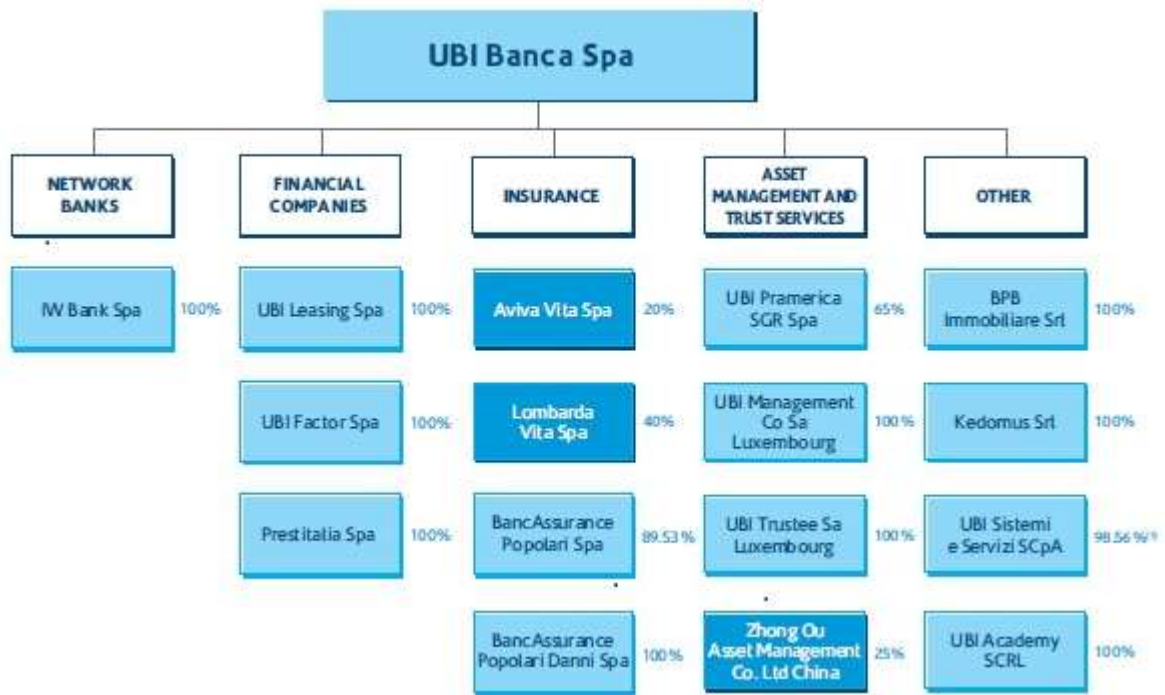 UBI Banca Spa
NETWORK
BANKS
FINANCIAL
COMPANIES
INSURANCE
ASSET
MANAGEMENT AND
TRUST SERVICES
OTHER
IW Bank Spa
100%
UBI Leasing Spa
100%
Aviva Vita Spa
20%
UBI Pramerica
SGR Spa
65%
BPB
Immobiliare Srl
100%
UBI Factor Spa
100%
Lombarda
Vita Spa
40%
UBI Management
Co Sa
Luxembourg
100%
Kedomus Srl
100%
Prestitalia Spa
100%
BancAssurance
Popolari Spa
89.53%
UBI Trustee Sa
Luxembourg
100%
UBI Sistemi
e Servizi SCpA
98.56%
BancAssurance
Popolari Danni Spa
100%
Zhong Ou
Asset Management
Co. Ltd China
25%
UBI Academy
SCRL
100%